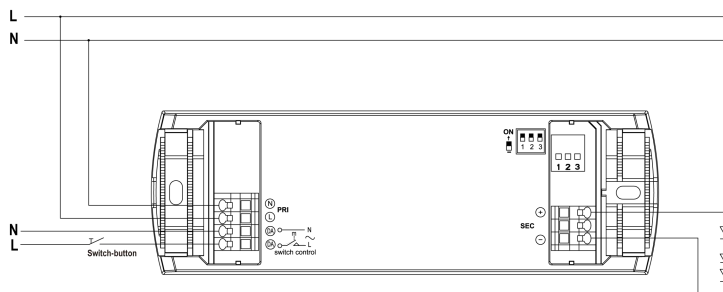 L
N
ON
1 2 3
1 2 3
N
PRI
L
N
DA
N
SEC
+
L
DA
L
switch control
−
Switch-button